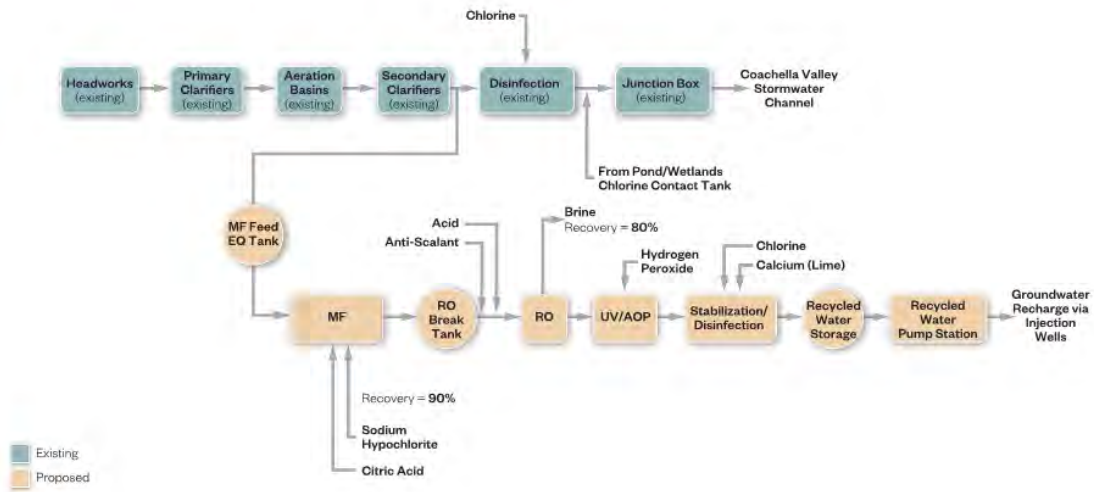 Chlorine
Headworks
(existing)
Primary
Clarifiers
(existing)
Aeration
Basins
(existing)
Secondary
Clarifiers
(existing)
Disinfection
(existing)
Junction Box
(existing)
Coachella Valley
Stormwater
Channel
From Pond/Wetlands
Chlorine Contact Tank
MF Feed
EQ Tank
Acid
Anti-Scalant
Brine
Recovery = 80%
Hydrogen
Peroxide
Chlorine
Calcium (Lime)
MF
RO
Break
Tank
RO
UV/AOP
Stabilization/
Disinfection
Recycled
Water
Storage
Recycled
Water
Pump Station
Groundwater
Recharge via
Injection
Wells
Recovery = 90%
Sodium
Hypochlorite
Citric Acid
Existing
Proposed